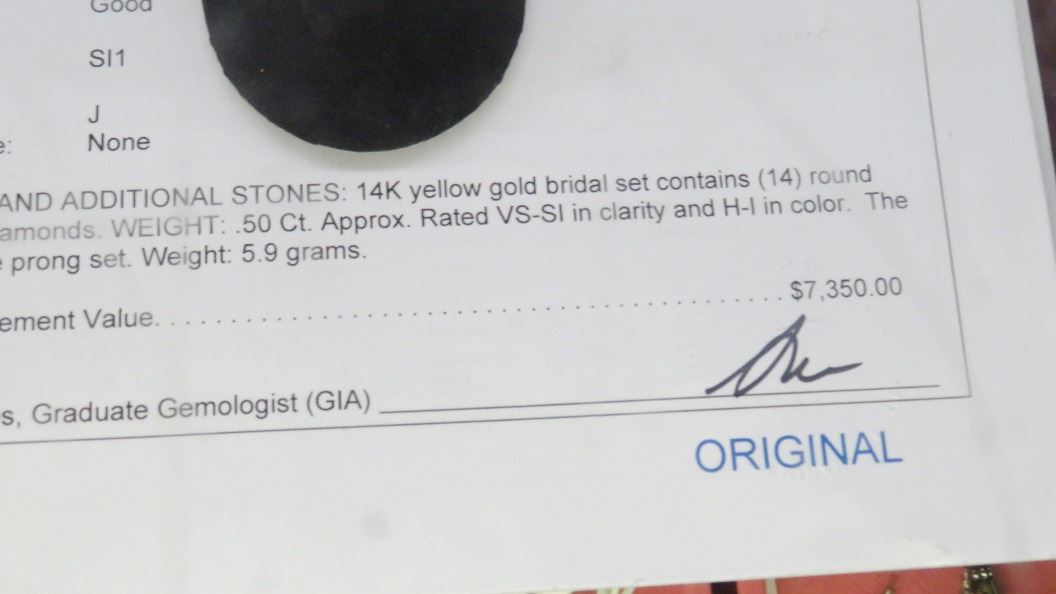 Good
SI1
J
e: None
AND ADDITIONAL STONES: 14K yellow gold bridal set contains (14) round
amonds. WEIGHT: .50 Ct. Approx. Rated VS-SI in clarity and H-I in color. The
e prong set. Weight: 5.9 grams.
ement Value. . . . . . . . . . . . . . . . . . . . . . . . . . . . . . . . . . . . . . . . . . . $7,350.00
s, Graduate Gemologist (GIA)
ORIGINAL